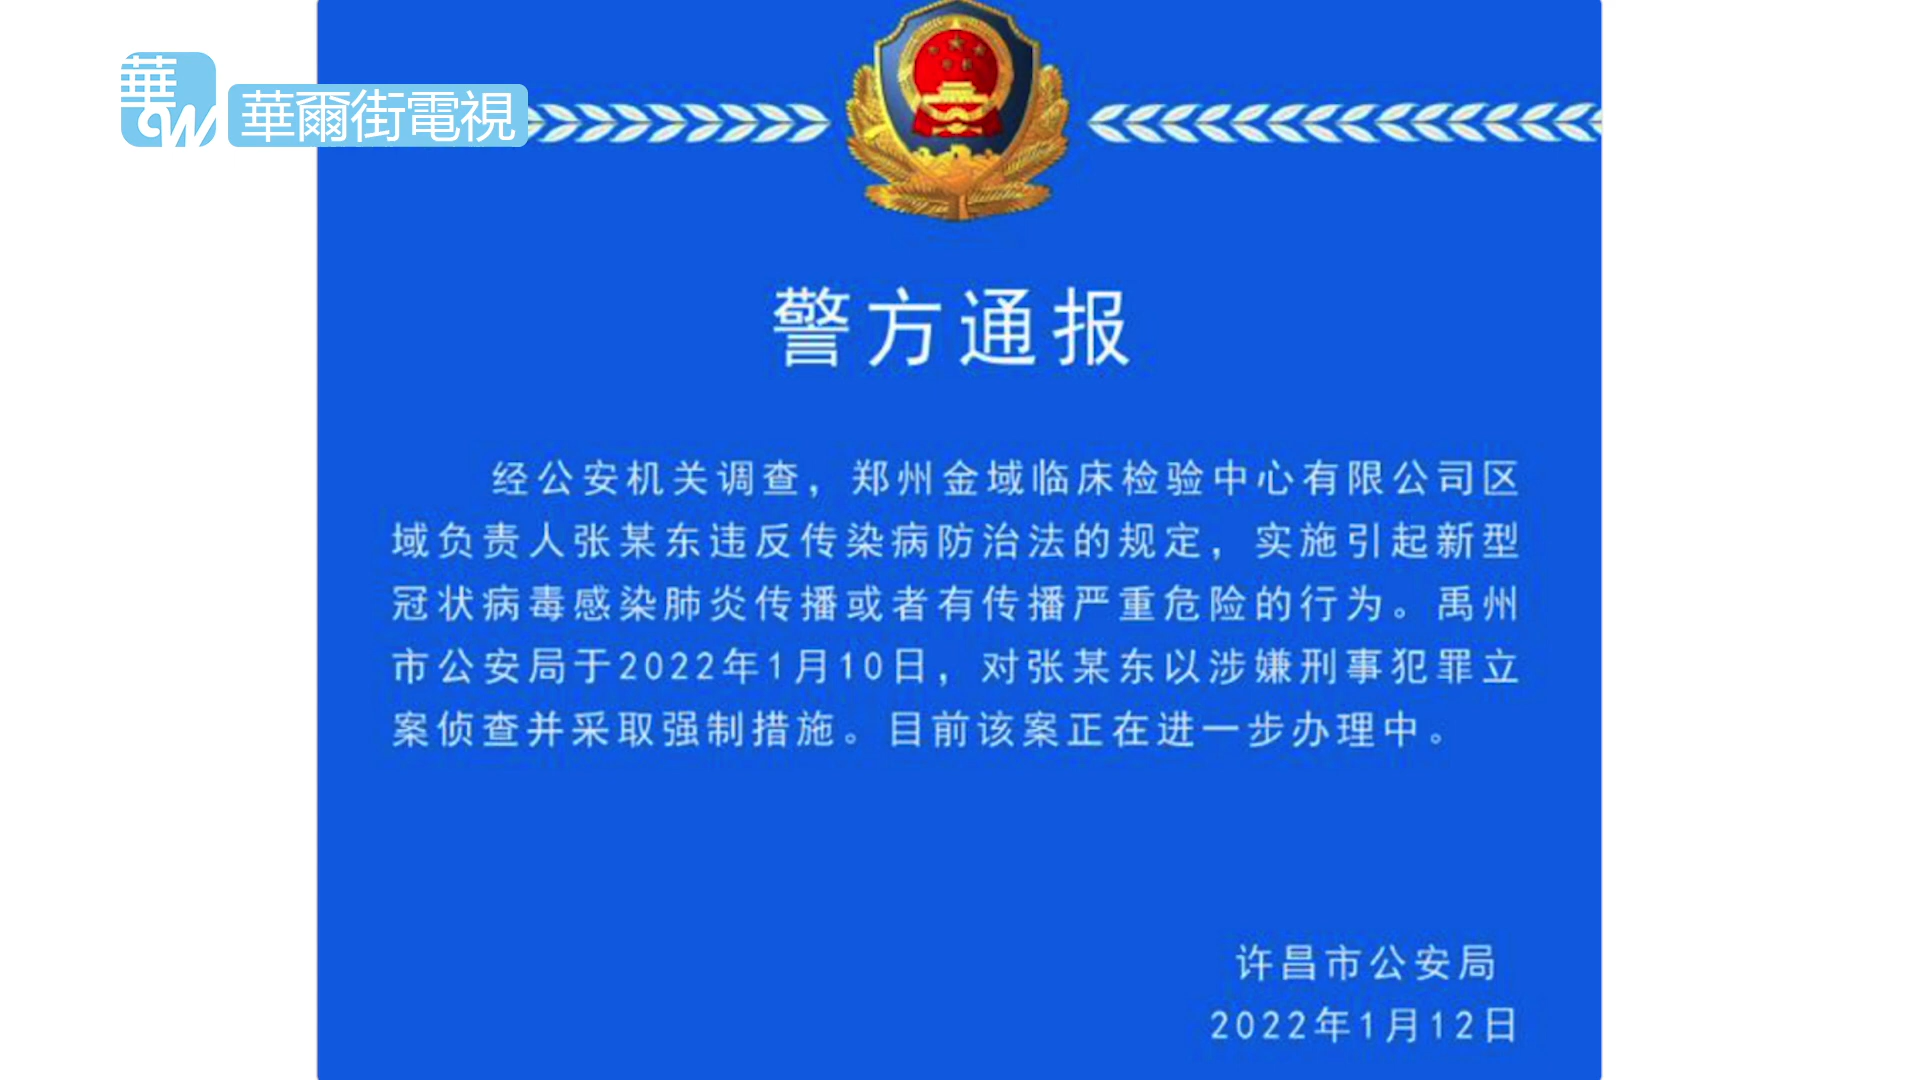 華
w
華爾街電視
警方通报
经公安机关调查，郑州金域临床检验中心有限公司区
域负责人张某东违反传染病防治法的规定，实施引起新型
冠状病毒感染肺炎传播或者有传播严重危险的行为。禹州
市公安局于2022年1月10日，对张某东以涉嫌刑事犯罪立
案侦查并采取强制措施。目前该案正在进一步办理中。
许昌市公安局
2022年1月12日